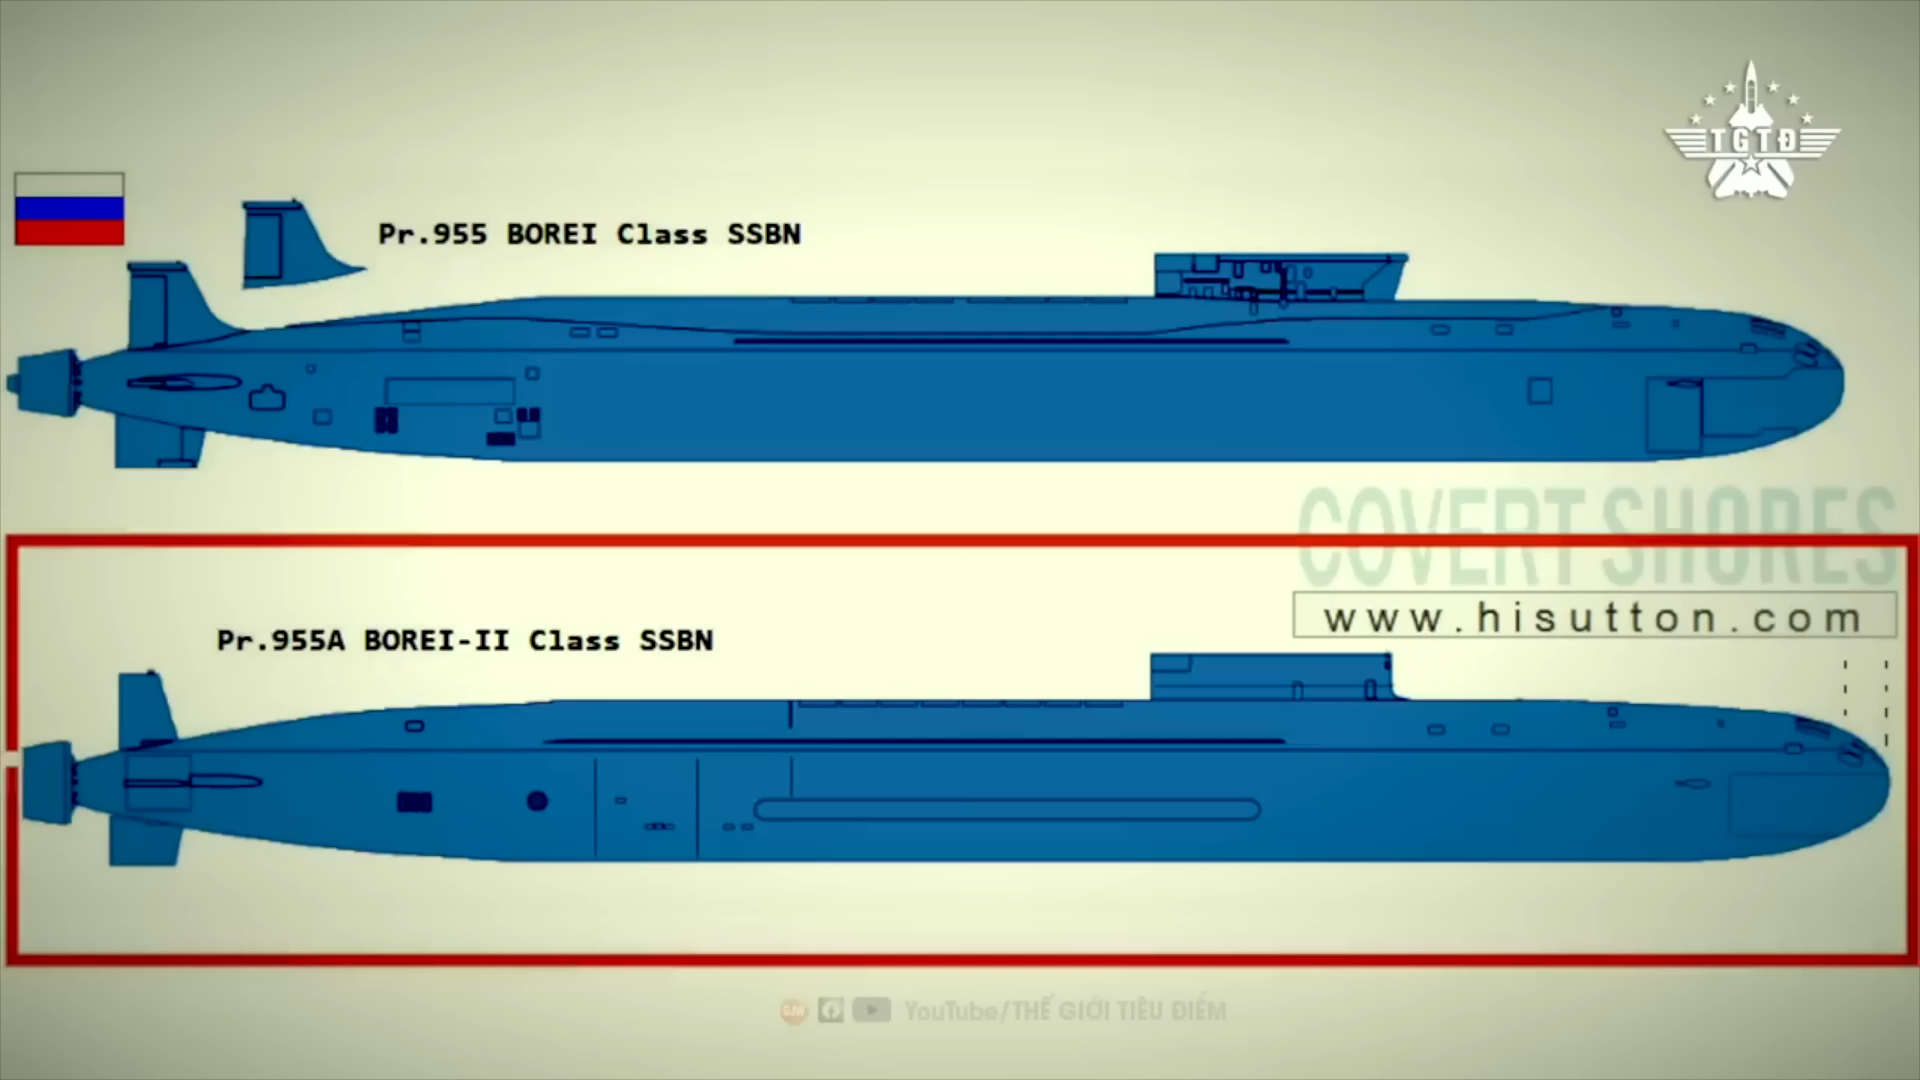 TGTĐ
Pr.955 BOREI Class SSBN
COVERT SHORES
www.hisutton.com
Pr.955A BOREI-II Class SSBN
YouTube/THẾ GIỚI TIÊU ĐIỂM